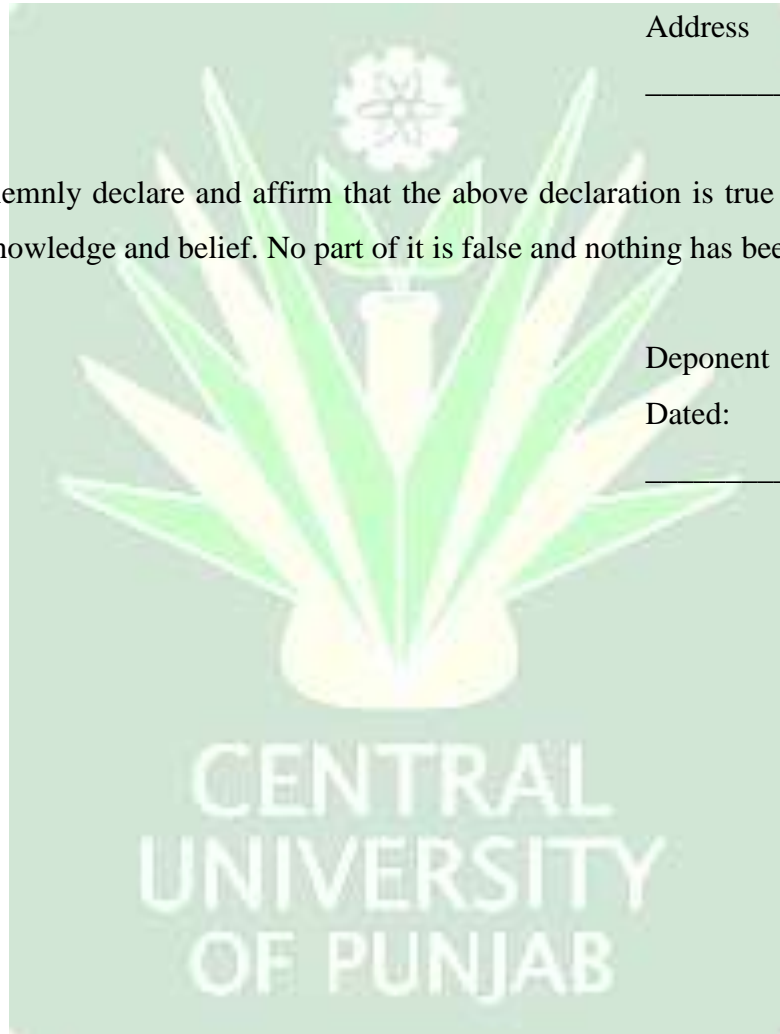 Address
emnly declare and affirm that the above declaration is true
nowledge and belief. No part of it is false and nothing has bee
Deponent
Dated:
CENTRAL
UNIVERSITY
OF PUNJAB